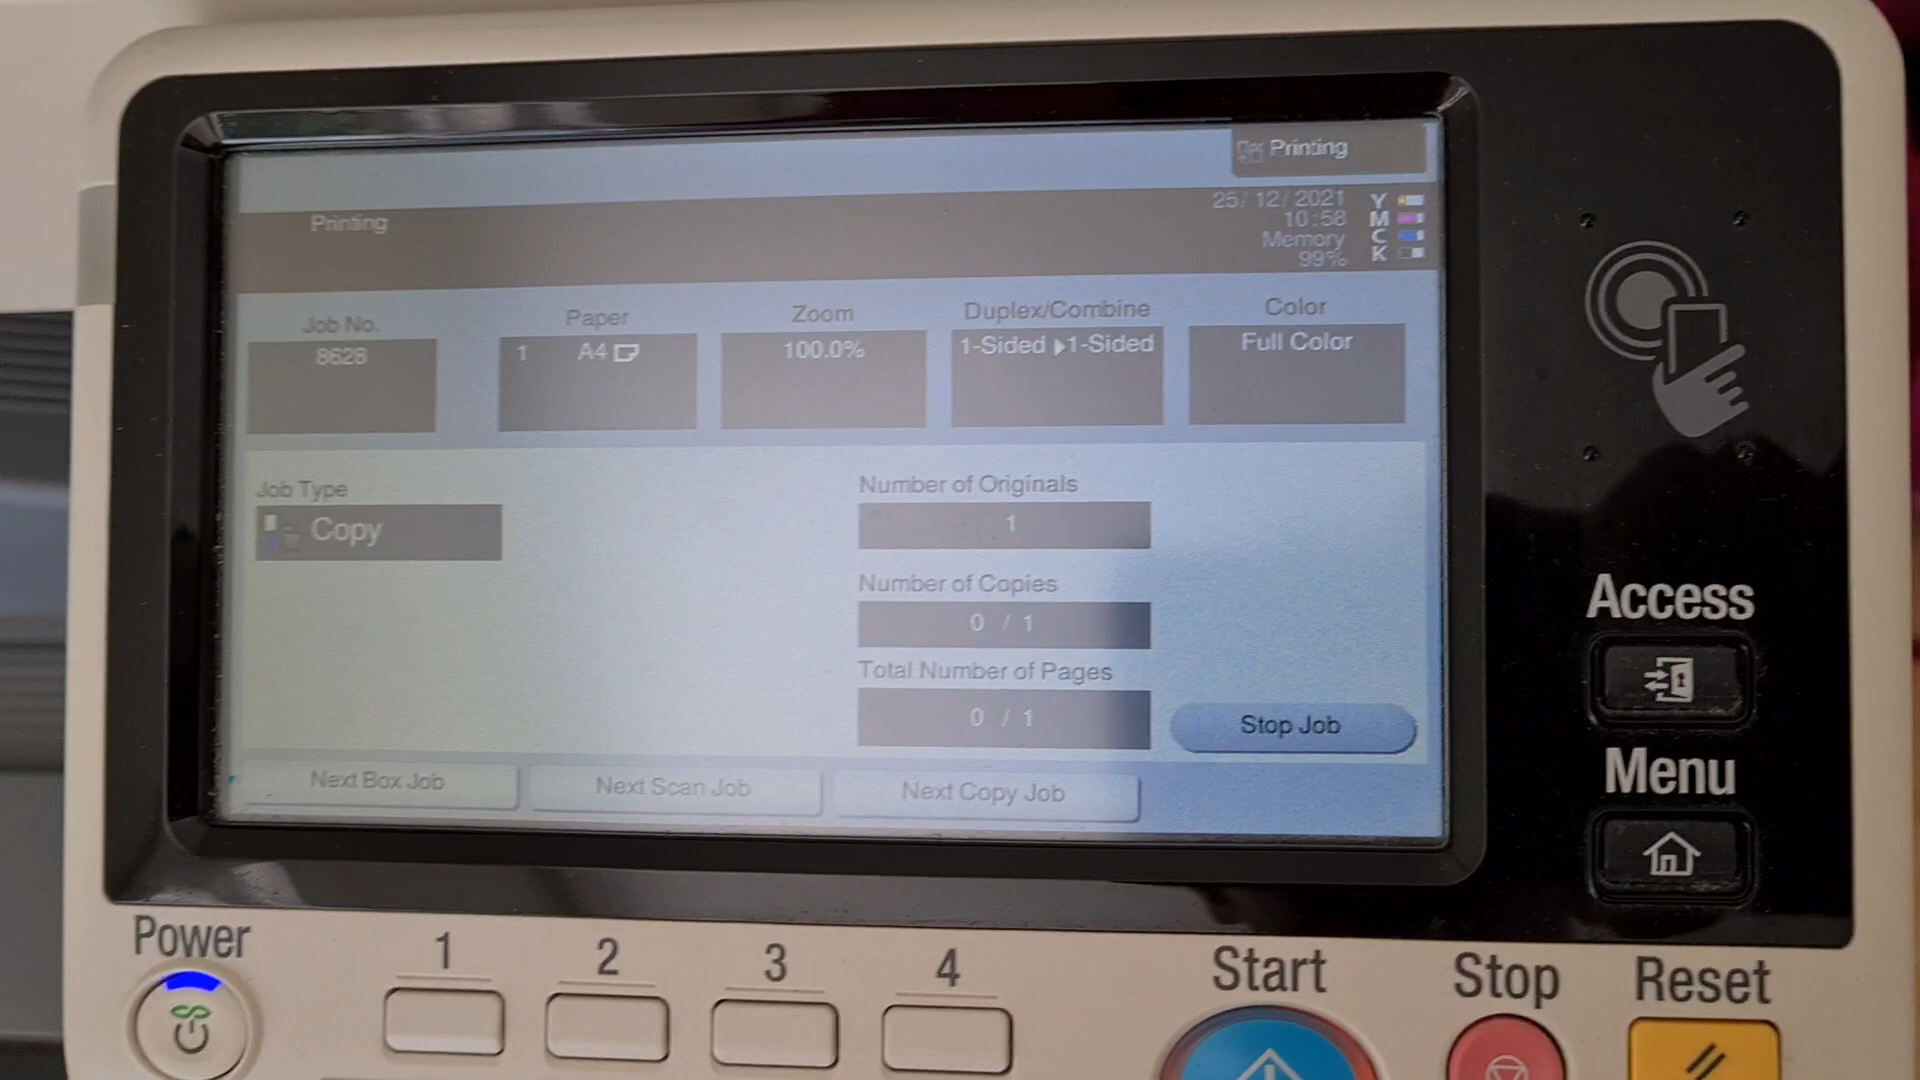 Printing
Printing
25/12/2021
10:58
Memory
99%
Y
M
C
K
Job No.
8628
Paper
1 A4
Zoom
100.0%
Duplex/Combine
1-Sided ▶1-Sided
Color
Full Color
Job Type
Copy
Number of Originals
1
Number of Copies
0 / 1
Total Number of Pages
0 / 1
Stop Job
Next Box Job
Next Scan Job
Next Copy Job
Access
Menu
Power
1
2
3
4
Start
Stop
Reset